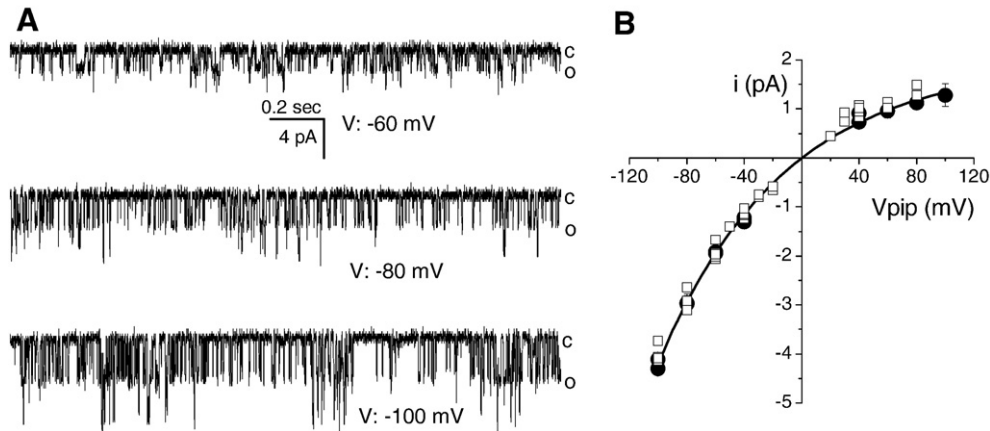 A
C
O
0.2 sec
4 pA
V: -60 mV
C
O
V: -80 mV
C
O
V: -100 mV
B
i (pA)
2
1
-120 -80 -40 40 80 120
Vpip (mV)
-1
-2
-3
-4
-5